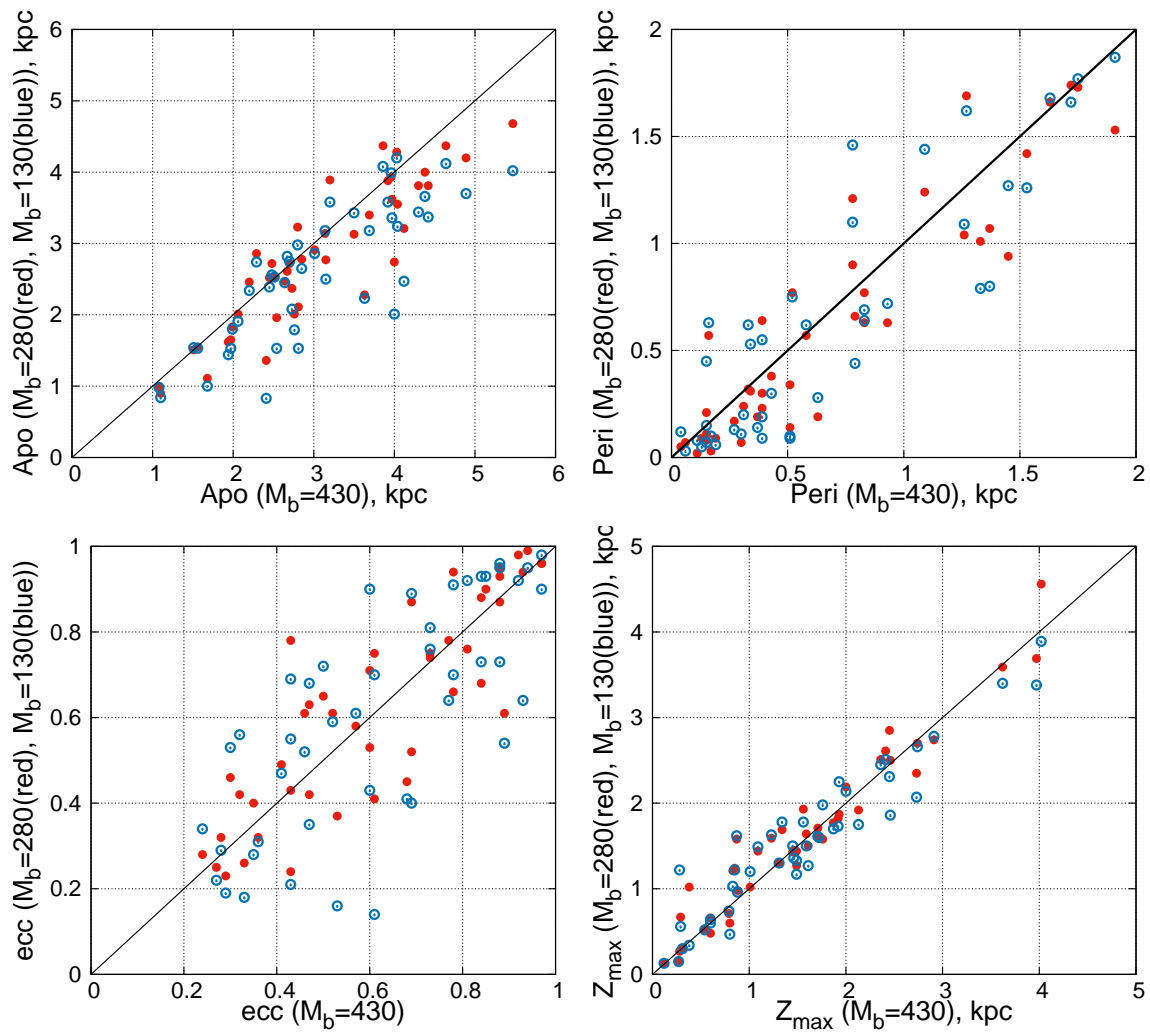 6
5
4
3
2
1
0
0 1 2 3 4 5 6
Apo (M_b=280(red), M_b=130(blue)), kpc
Apo (M_b=430), kpc
2
1.5
1
0.5
0
0 0.5 1 1.5 2
Peri (M_b=280(red), M_b=130(blue)), kpc
Peri (M_b=430), kpc
1
0.8
0.6
0.4
0.2
0
0 0.2 0.4 0.6 0.8 1
ecc (M_b=280(red), M_b=130(blue))
ecc (M_b=430)
5
4
3
2
1
0
0 1 2 3 4 5
Z_max (M_b=280(red), M_b=130(blue)), kpc
Z_max (M_b=430), kpc